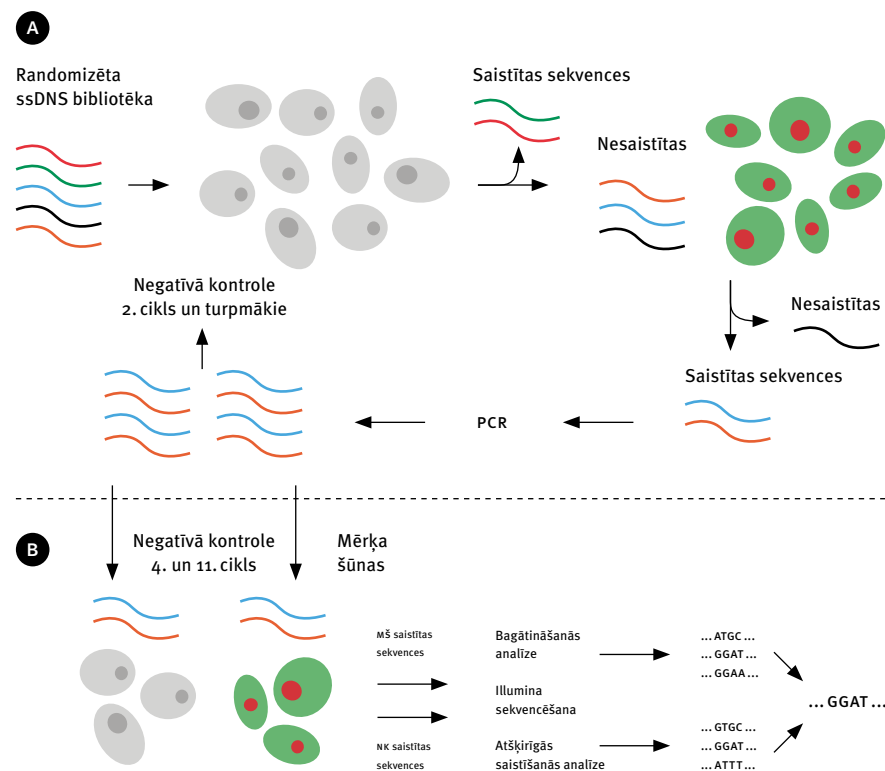 A
Randomizēta
ssDNS bibliotēka
Saistītas sekvences
Nesaistītas
Negatīvā kontrole
2. cikls un turpmākie
Nesaistītas
Saistītas sekvences
PCR
B
Negatīvā kontrole
4. un 11. cikls
Mērķa
šūnas
MŠ saistītas
sekvences
NK saistītas
sekvences
Bagātināšanās
analīze
Illumina
sekvencēšana
Atšķirīgās
saistīšanās analīze
... ATGC ...
... GGAT ...
... GGAA ...
... GTGC ...
... GGAT ...
... ATTT ...
... GGAT ...